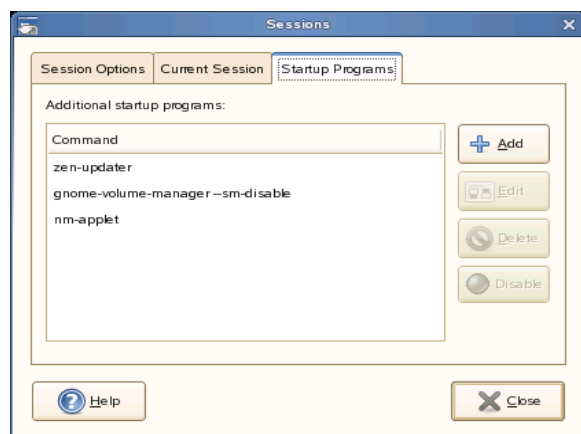 Sessions
Session Options
Current Session
Startup Programs
Additional startup programs:
Command
zen-updater
gnome-volume-manager --sm-disable
nm-applet
Add
Edit
Delete
Disable
Help
Close